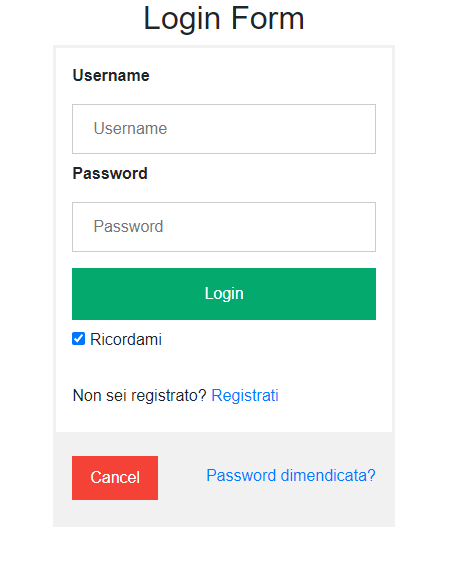 Login Form
Username
Username
Password
Password
Login
Ricordami
Non sei registrato? Registrati
Cancel
Password dimendicata?